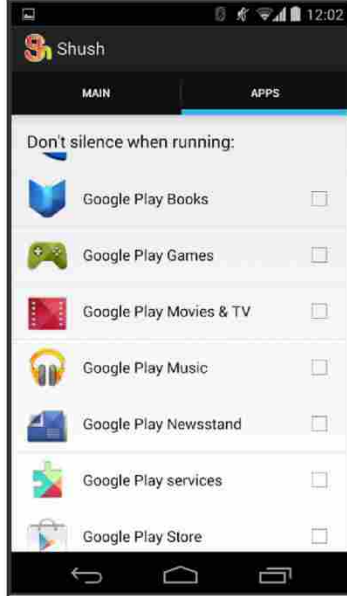 12:02
Sh
Shush
MAIN
APPS
Don't silence when running:
Google Play Books
Google Play Games
Google Play Movies & TV
Google Play Music
Google Play Newsstand
Google Play services
Google Play Store